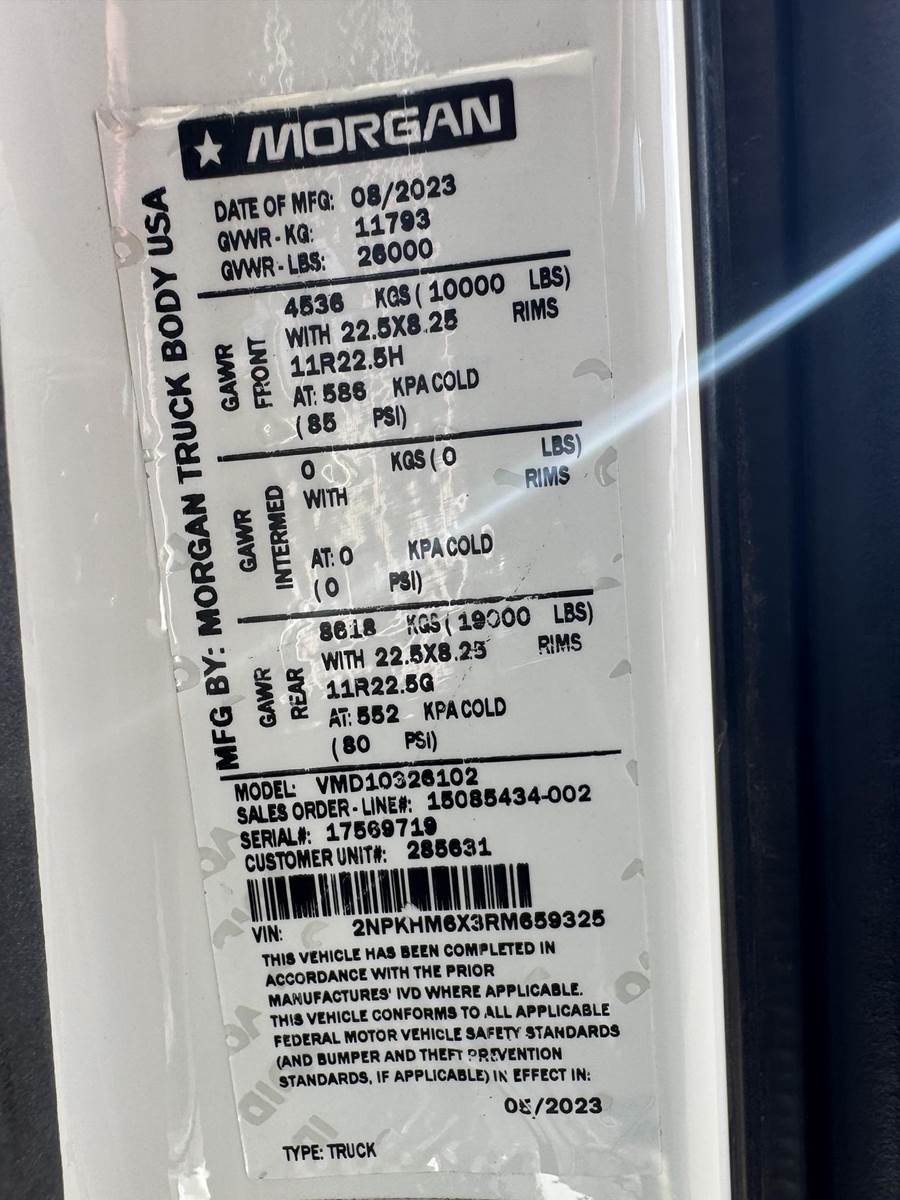 MORGAN
MFG BY: MORGAN TRUCK BODY USA
DATE OF MFG: 08/2023
GVWR - KG: 11793
GVWR - LBS: 26000
GAWR FRONT
4536 KGS ( 10000 LBS)
WITH 22.5X8.25 RIMS
11R22.5H
AT: 586 KPA COLD
( 85 PSI)
GAWR INTERMED
0 KGS ( 0 LBS)
WITH RIMS
AT: 0 KPA COLD
( 0 PSI)
GAWR REAR
8618 KGS ( 19000 LBS)
WITH 22.5X8.25 RIMS
11R22.5G
AT: 552 KPA COLD
( 80 PSI)
MODEL: VMD10326102
SALES ORDER - LINE#: 15085434-002
SERIAL#: 17569719
CUSTOMER UNIT#: 285631
VIN: 2NPKHM6X3RM659325
THIS VEHICLE HAS BEEN COMPLETED IN
ACCORDANCE WITH THE PRIOR
MANUFACTURES' IVD WHERE APPLICABLE.
THIS VEHICLE CONFORMS TO ALL APPLICABLE
FEDERAL MOTOR VEHICLE SAFETY STANDARDS
(AND BUMPER AND THEFT PREVENTION
STANDARDS, IF APPLICABLE) IN EFFECT IN:
/2023
TYPE: TRUCK